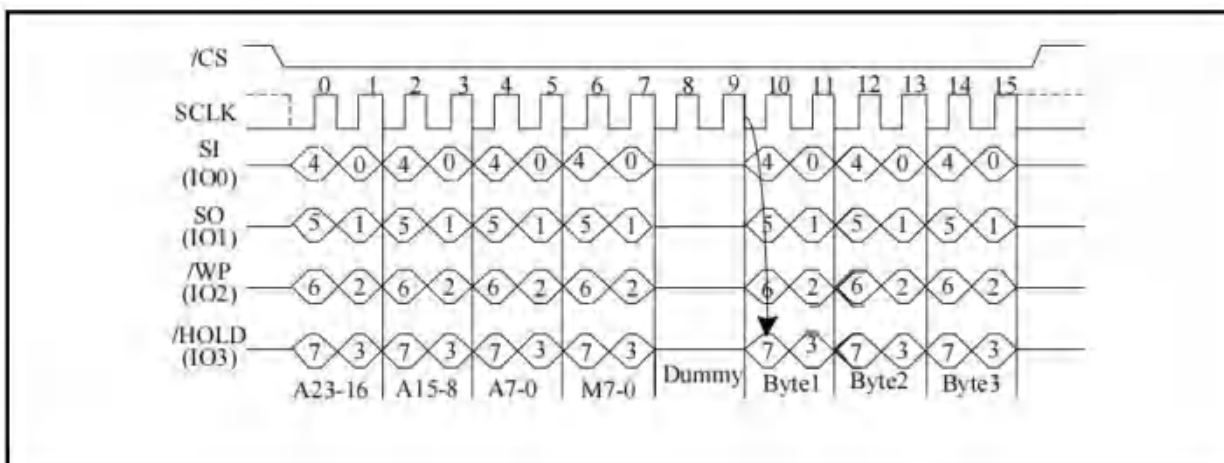 /CS
0 1 2 3 4 5 6 7 8 9 10 11 12 13 14 15
SCLK
SI
(IO0)
4 0 4 0 4 0 4 0 4 0 4 0 4 0
SO
(IO1)
5 1 5 1 5 1 5 1 5 1 5 1 5 1
/WP
(IO2)
6 2 6 2 6 2 6 2 6 2 6 2 6 2
/HOLD
(IO3)
7 3 7 3 7 3 7 3 7 3 7 3 7 3
A23-16 A15-8 A7-0 M7-0 Dummy Byte1 Byte2 Byte3